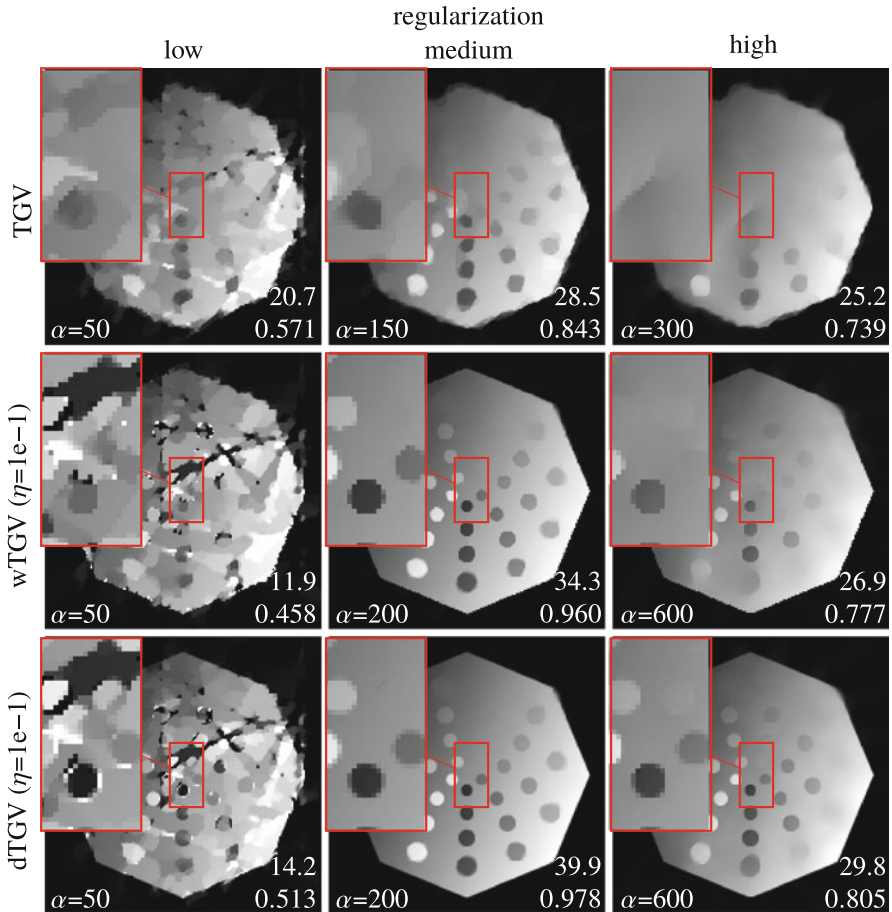 regularization
low
medium
high
TGV
20.7
α=50
0.571
28.5
α=150
0.843
25.2
α=300
0.739
wTGV (η=1e−1)
11.9
α=50
0.458
34.3
α=200
0.960
26.9
α=600
0.777
dTGV (η=1e−1)
14.2
α=50
0.513
39.9
α=200
0.978
29.8
α=600
0.805